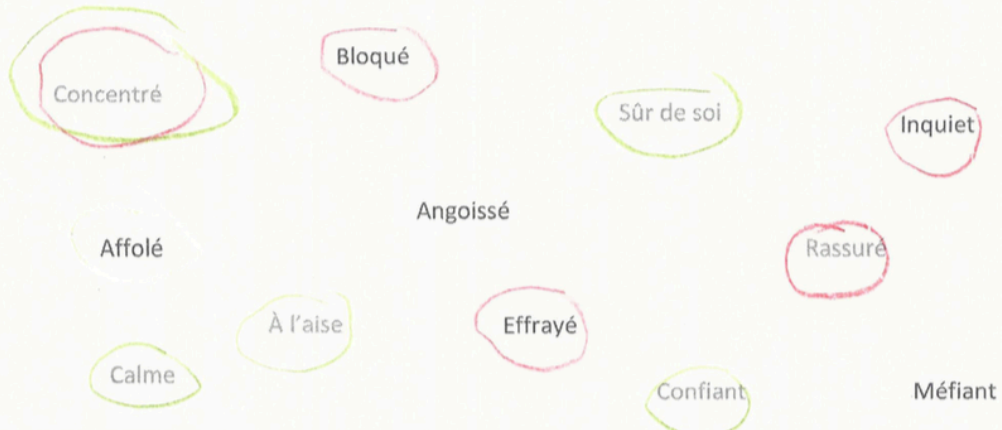 Bloqué
Concentré
Sûr de soi
Inquiet
Angoissé
Affolé
Rassuré
À l'aise
Effrayé
Calme
Confiant
Méfiant